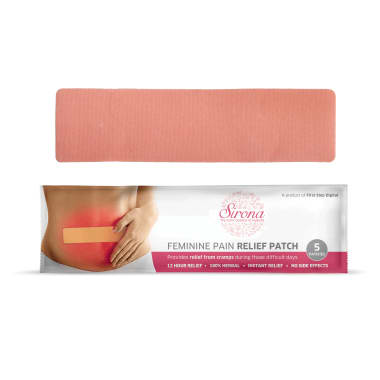 A product of First Step Digital
Sirona
FEMININE PAIN RELIEF PATCH
5
PATCHES
Provides relief from cramps during those difficult days
12 HOUR RELIEF • 100% HERBAL • INSTANT RELIEF • NO SIDE EFFECTS